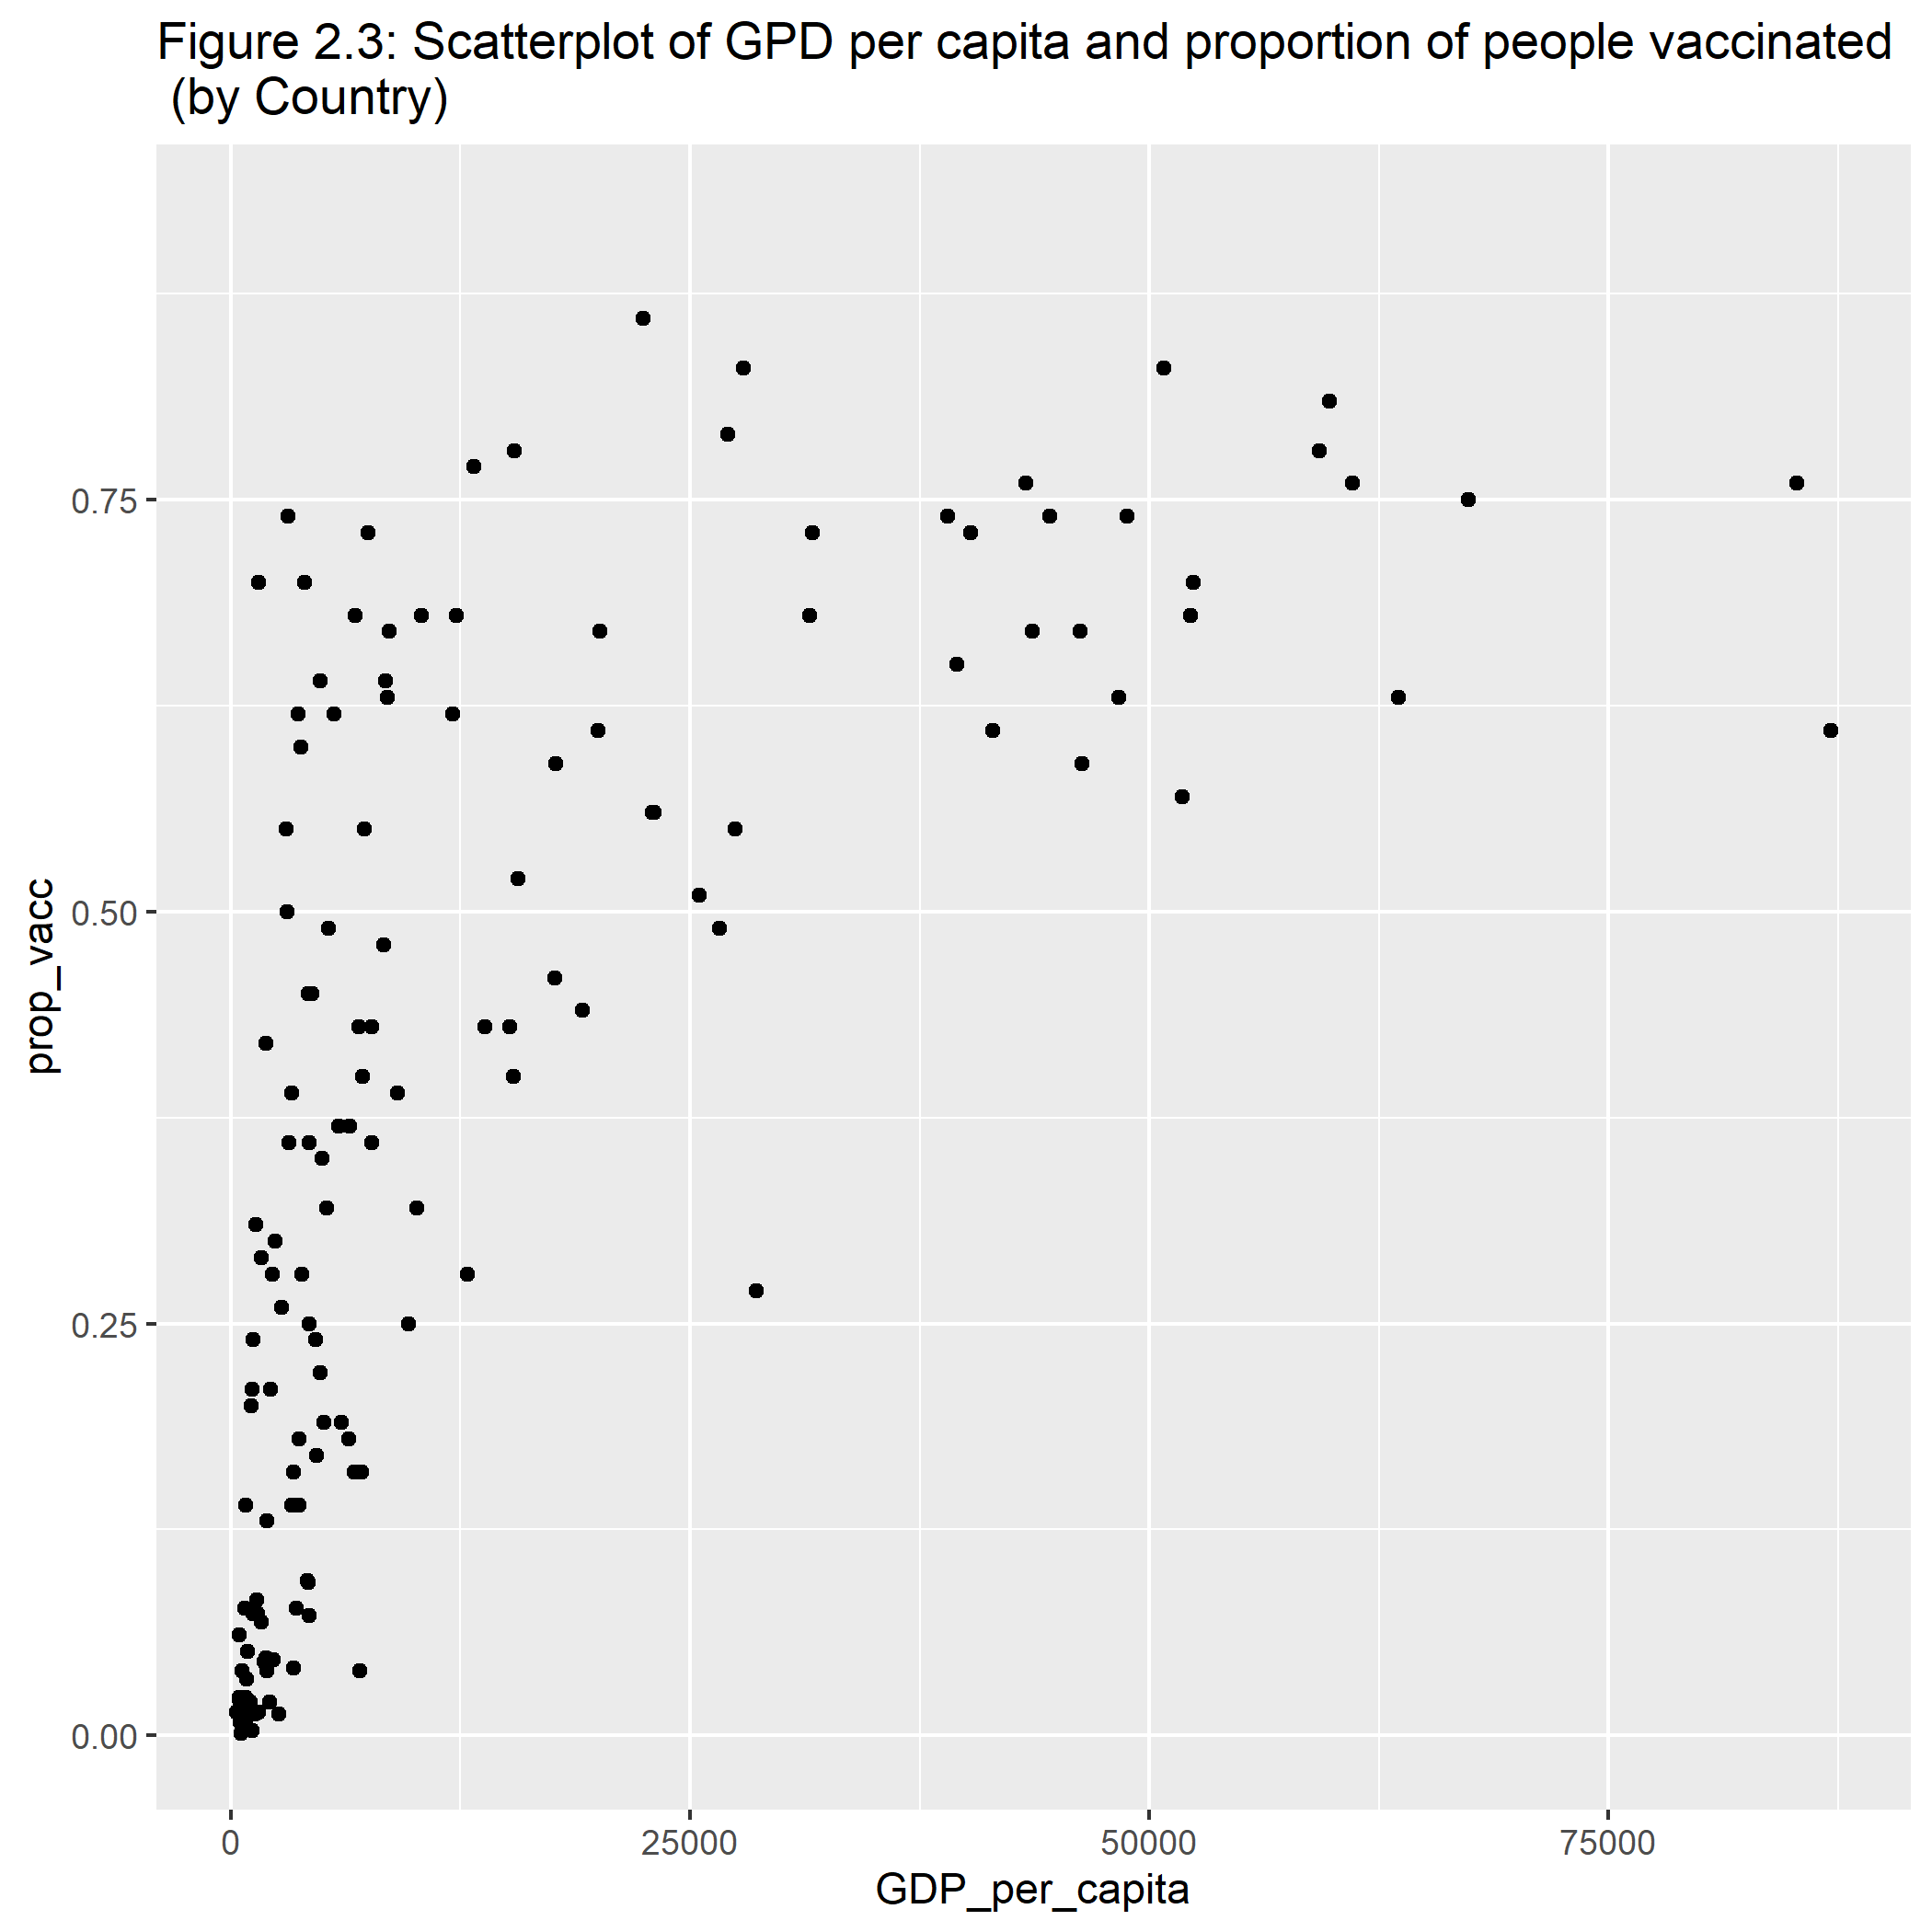 Figure 2.3: Scatterplot of GPD per capita and proportion of people vaccinated
(by Country)
prop_vacc
0.75
0.50
0.25
0.00
0 25000 50000 75000
GDP_per_capita